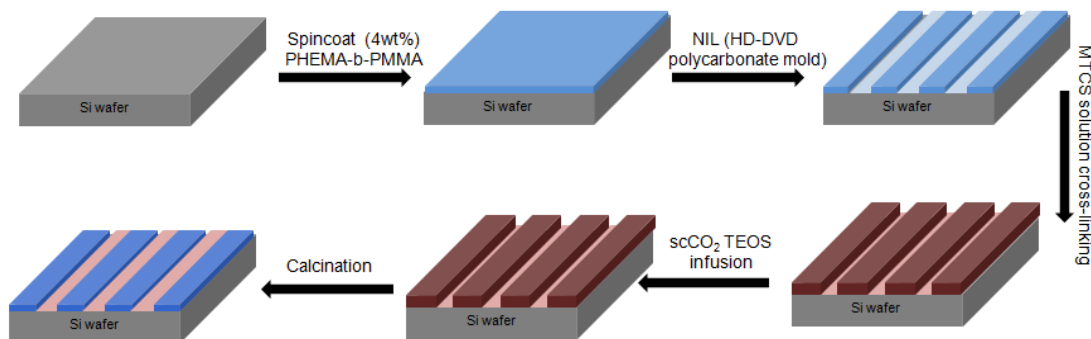 Si wafer
Spincoat (4wt%)
PHEMA-b-PMMA
Si wafer
NIL (HD-DVD
polycarbonate mold)
Si wafer
MTCS solution cross-linking
Si wafer
scCO₂ TEOS
infusion
Si wafer
Calcination
Si wafer